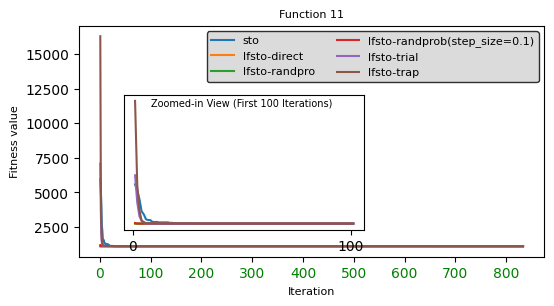 Function 11
Fitness value
15000
12500
10000
7500
5000
2500
sto
lfsto-direct
lfsto-randpro
lfsto-randprob(step_size=0.1)
lfsto-trial
lfsto-trap
Zoomed-in View (First 100 Iterations)
0 100
0 100 200 300 400 500 600 700 800
Iteration